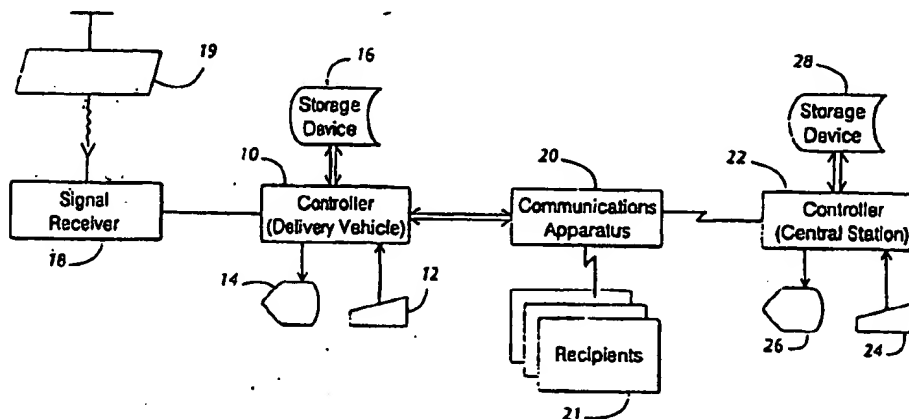 19
16
Storage
Device
28
Storage
Device
10
20
22
Signal
Receiver
18
Controller
(Delivery Vehicle)
Communications
Apparatus
Controller
(Central Station)
14
12
Recipients
21
26
24